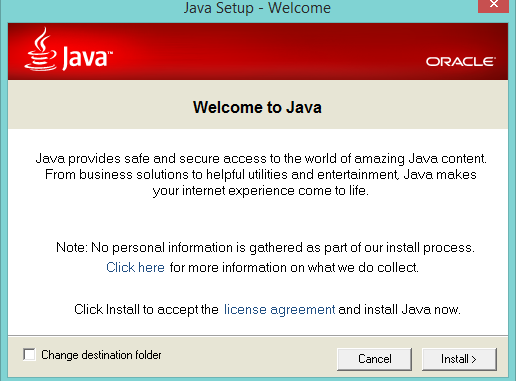 Java Setup - Welcome
Java™
ORACLE
Welcome to Java
Java provides safe and secure access to the world of amazing Java content.
From business solutions to helpful utilities and entertainment, Java makes
your internet experience come to life.
Note: No personal information is gathered as part of our install process.
Click here for more information on what we do collect.
Click Install to accept the license agreement and install Java now.
Change destination folder
Cancel
Install >